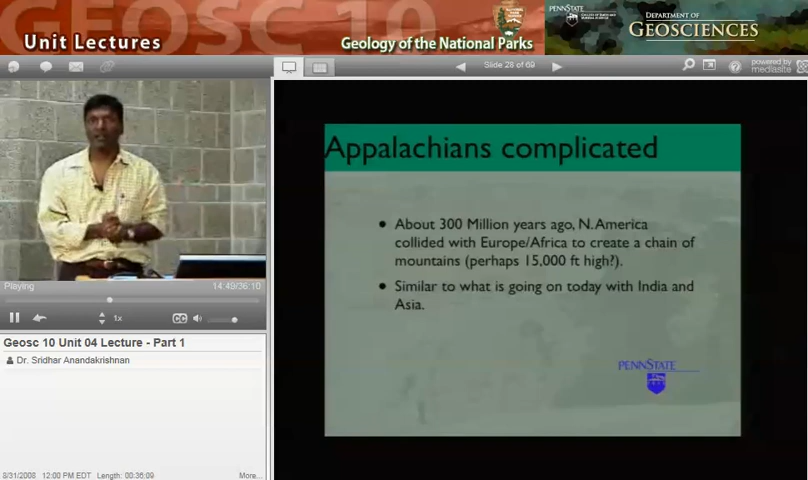 GEOSC 10
Unit Lectures
Geology of the National Parks
PENNSTATE
DEPARTMENT OF
GEOSCIENCES
Slide 28 of 69
powered by
mediasite
Appalachians complicated
• About 300 Million years ago, N. America
collided with Europe/Africa to create a chain of
mountains (perhaps 15,000 ft high?).
• Similar to what is going on today with India and
Asia.
PENNSTATE
Playing
14:49/36:10
1x
CC
Geosc 10 Unit 04 Lecture - Part 1
Dr. Sridhar Anandakrishnan
8/31/2008 12:00 PM EDT Length: 00:36:09
More...